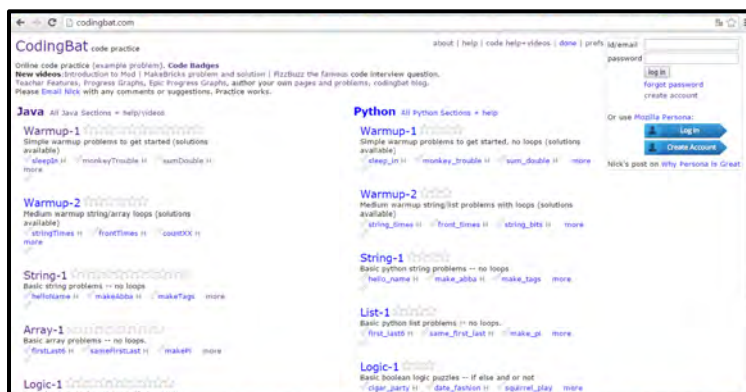 codingbat.com
CodingBat code practice
about | help | code help+videos | done | prefs
id/email
password
log in
forgot password
create account
Or use Mozilla Persona:
Log in
Create Account
Nick's post on Why Persona Is Great
Online code practice (example problem). Code Badges
New videos: Introduction to Mod | MakeBricks problem and solution | FizzBuzz the famous code interview question.
Teacher Features, Progress Graphs, Epic Progress Graphs, author your own pages and problems, codingbat blog.
Please Email Nick with any comments or suggestions. Practice works.
Java All Java Sections + help/videos
Warmup-1
Simple warmup problems to get started (solutions
available)
sleepIn H monkeyTrouble H sumDouble H
more
Warmup-2
Medium warmup string/array loops (solutions
available)
stringTimes H frontTimes H countXX H
more
String-1
Basic string problems -- no loops
helloName H makeAbba H makeTags more
Array-1
Basic array problems -- no loops.
firstLast6 H sameFirstLast H makePi more
Logic-1
Python All Python Sections + help
Warmup-1
Simple warmup problems to get started, no loops (solutions
available)
sleep_in H monkey_trouble H sum_double H more
Warmup-2
Medium warmup string/list problems with loops (solutions
available)
string_times H front_times H string_bits H more
String-1
Basic python string problems -- no loops
hello_name H make_abba H make_tags more
List-1
Basic python list problems -- no loops.
first_last6 H same_first_last H make_pi more
Logic-1
Basic boolean logic puzzles -- if else and or not
cigar_party H date_fashion H squirrel_play more